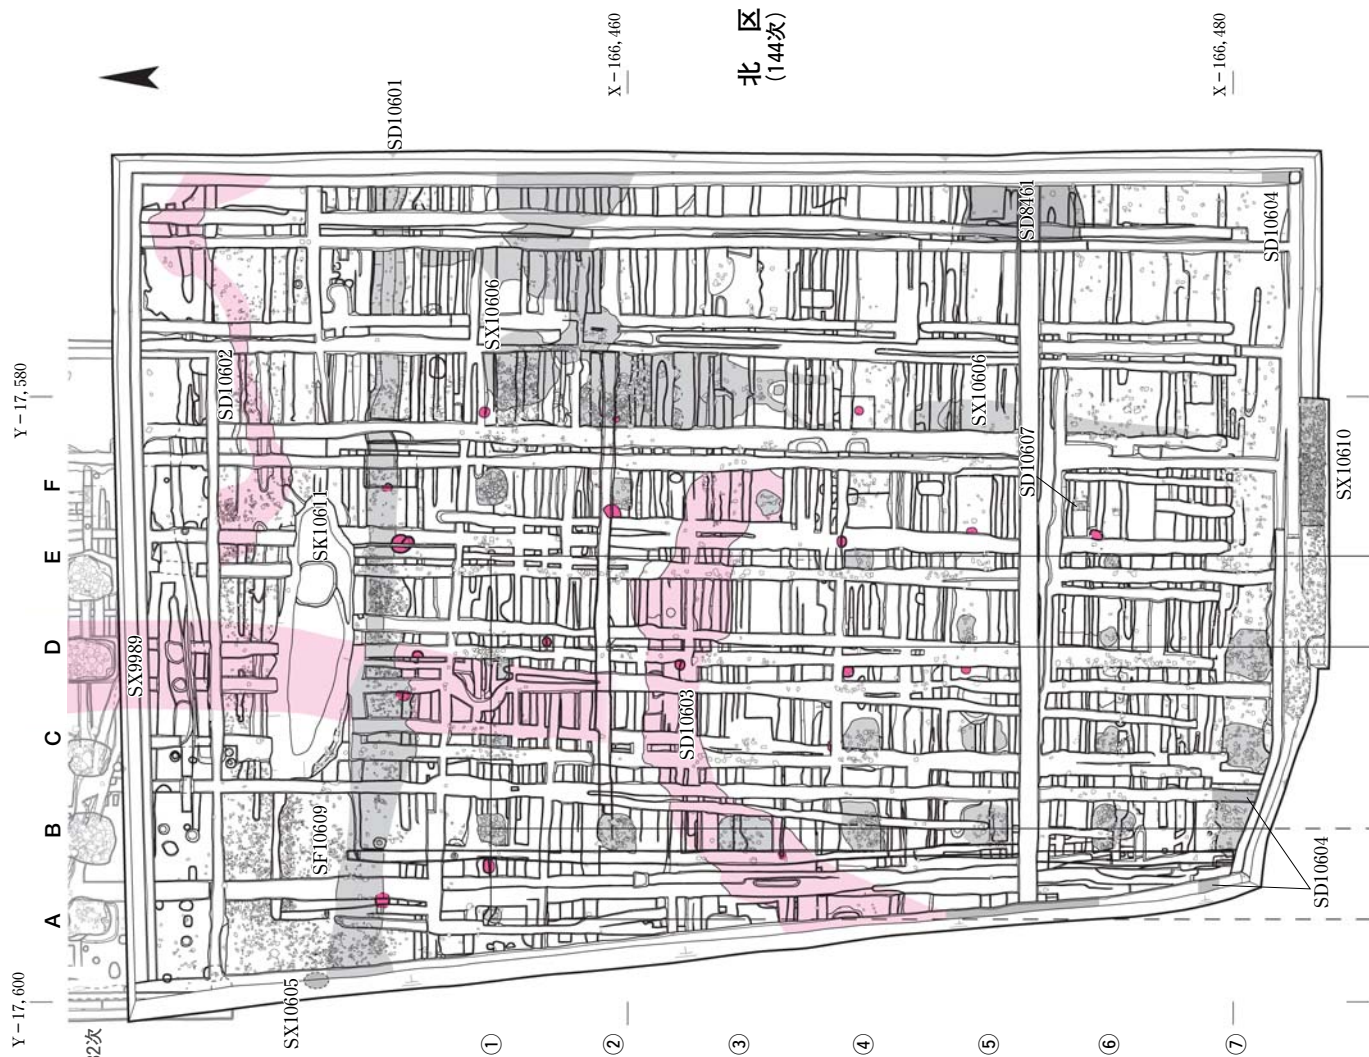 Y－17,600
Y－17,580
X－166,460
X－166,480
北　区
(144次)
A
B
C
D
E
F
①
②
③
④
⑤
⑥
⑦
SD10601
SD10602
SX10606
SK10611
SX9989
SF10609
SX10605
SD10603
SD8461
SX10606
SD10607
SD10604
SX10610
SD10604